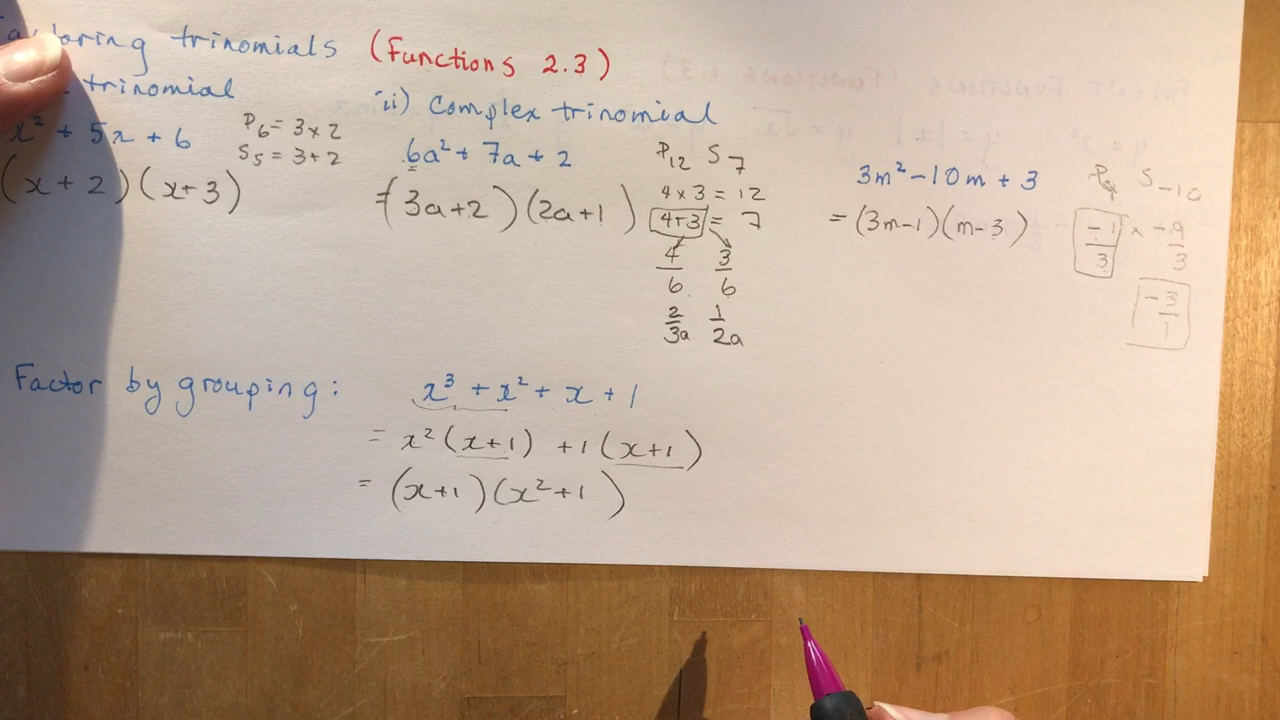 factoring trinomials (Functions 2.3)
trinomial
x² + 5x + 6
P₆ = 3 x 2
S₅ = 3 + 2
(x + 2)(x + 3)
ii) Complex trinomial
6a² + 7a + 2
P₁₂ S₇
= (3a+2)(2a+1)
4 x 3 = 12
4+3 = 7
4/6 3/6
2/3a 1/2a
3m² - 10m + 3
P₉ S₋₁₀
= (3m-1)(m-3)
-1/3 x -9/3
-3/1
Factor by grouping:
x³ + x² + x + 1
= x²(x+1) + 1(x+1)
= (x+1)(x²+1)